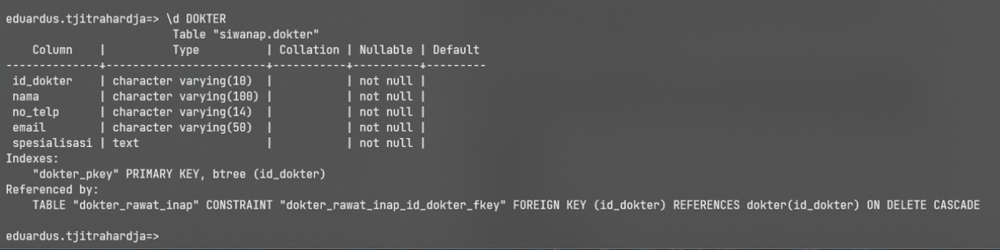 eduardus.tjitrahardja=> \d DOKTER
                         Table "siwanap.dokter"
    Column    |          Type          | Collation | Nullable | Default
--------------+------------------------+-----------+----------+---------
 id_dokter    | character varying(10)  |           | not null |
 nama         | character varying(100) |           | not null |
 no_telp      | character varying(14)  |           | not null |
 email        | character varying(50)  |           | not null |
 spesialisasi | text                   |           | not null |
Indexes:
    "dokter_pkey" PRIMARY KEY, btree (id_dokter)
Referenced by:
    TABLE "dokter_rawat_inap" CONSTRAINT "dokter_rawat_inap_id_dokter_fkey" FOREIGN KEY (id_dokter) REFERENCES dokter(id_dokter) ON DELETE CASCADE
eduardus.tjitrahardja=>